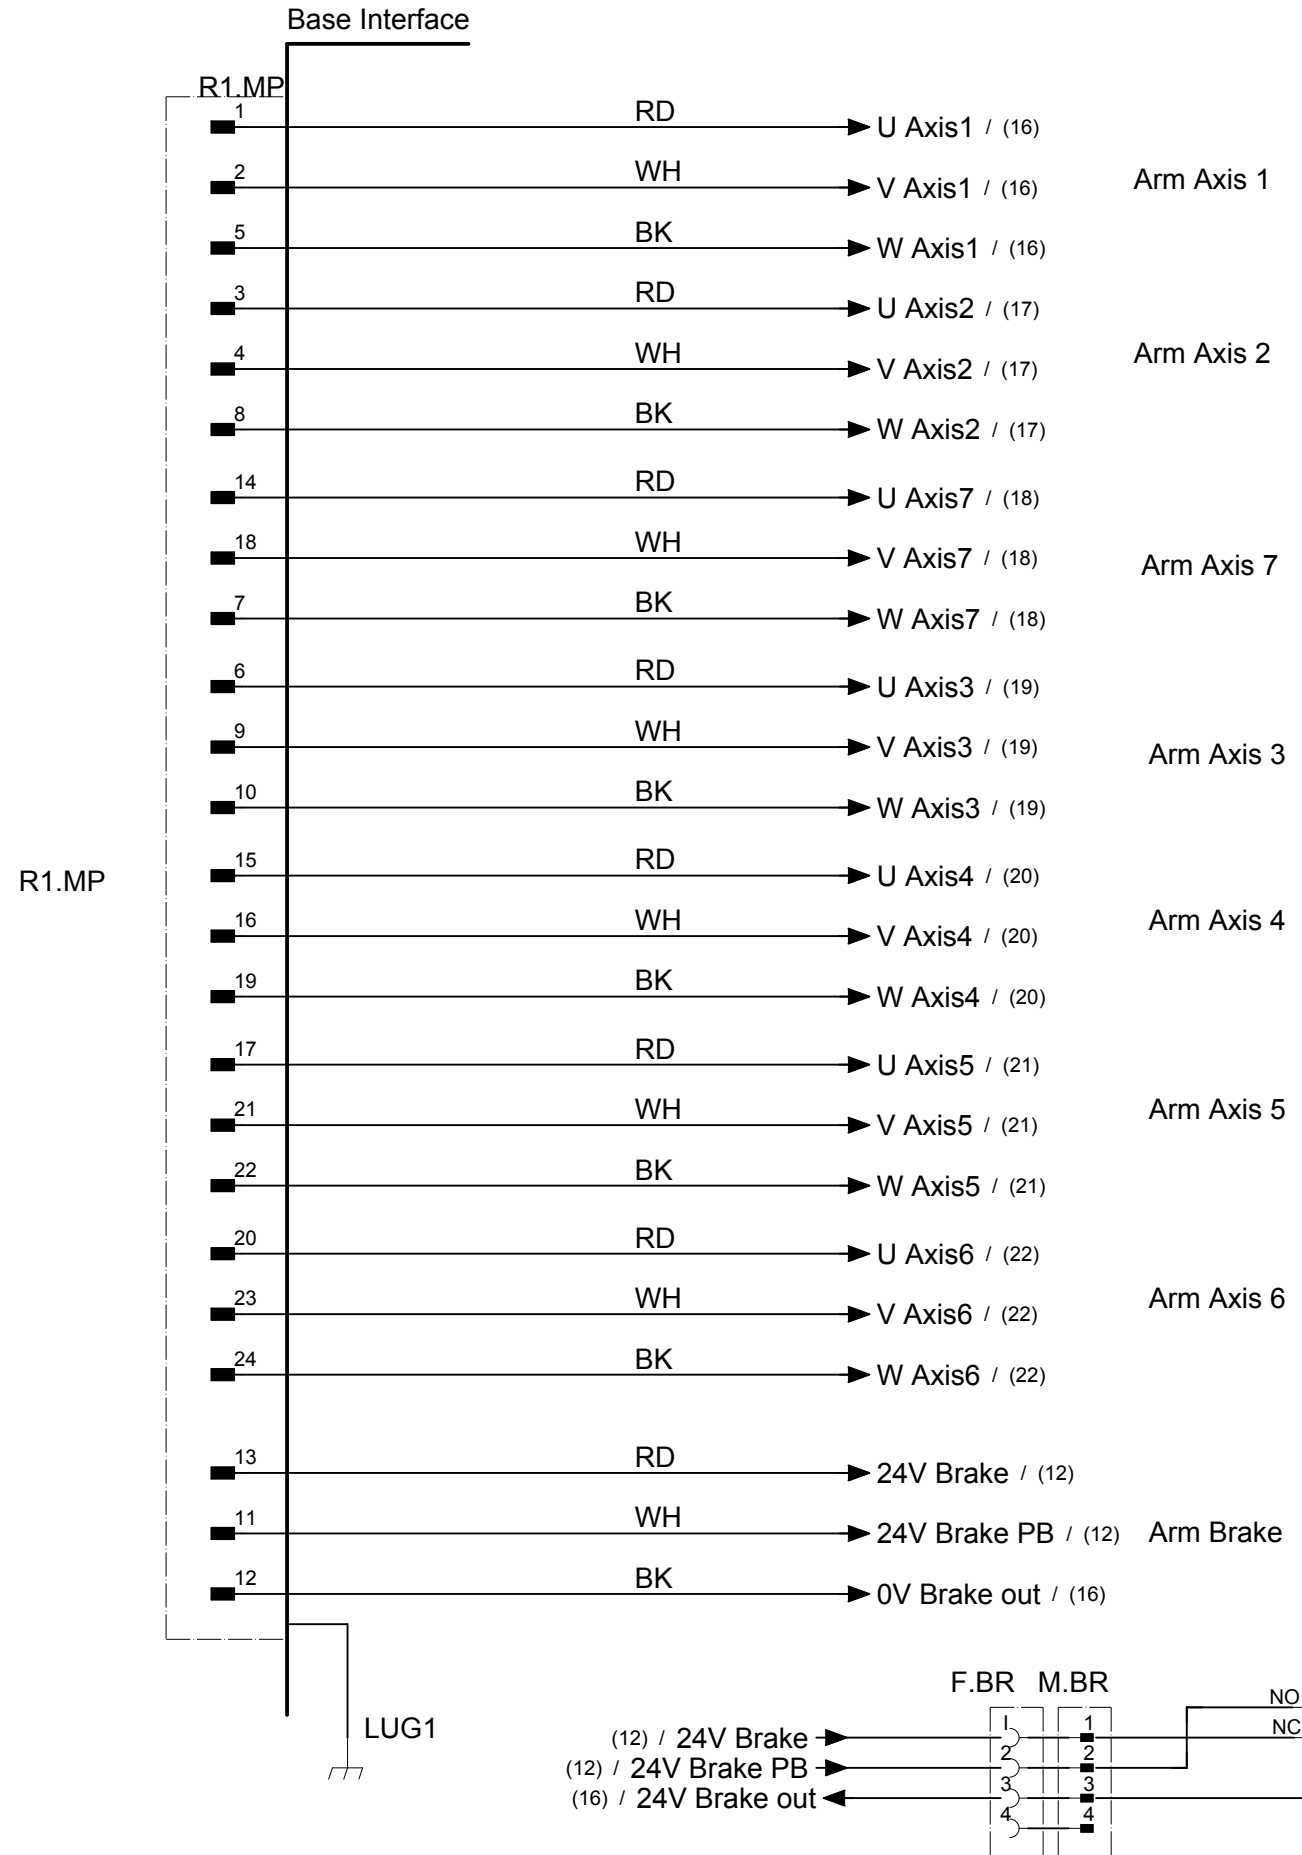 Base Interface
R1.MP
1 RD U Axis1 / (16)
2 WH V Axis1 / (16) Arm Axis 1
5 BK W Axis1 / (16)
3 RD U Axis2 / (17)
4 WH V Axis2 / (17) Arm Axis 2
8 BK W Axis2 / (17)
14 RD U Axis7 / (18)
18 WH V Axis7 / (18) Arm Axis 7
7 BK W Axis7 / (18)
6 RD U Axis3 / (19)
9 WH V Axis3 / (19) Arm Axis 3
10 BK W Axis3 / (19)
R1.MP 15 RD U Axis4 / (20)
16 WH V Axis4 / (20) Arm Axis 4
19 BK W Axis4 / (20)
17 RD U Axis5 / (21)
21 WH V Axis5 / (21) Arm Axis 5
22 BK W Axis5 / (21)
20 RD U Axis6 / (22)
23 WH V Axis6 / (22) Arm Axis 6
24 BK W Axis6 / (22)
13 RD 24V Brake / (12)
11 WH 24V Brake PB / (12) Arm Brake
12 BK 0V Brake out / (16)
F.BR M.BR
NO
LUG1 (12) / 24V Brake 1 1 NC
(12) / 24V Brake PB 2 2
(16) / 24V Brake out 3 3
4 4